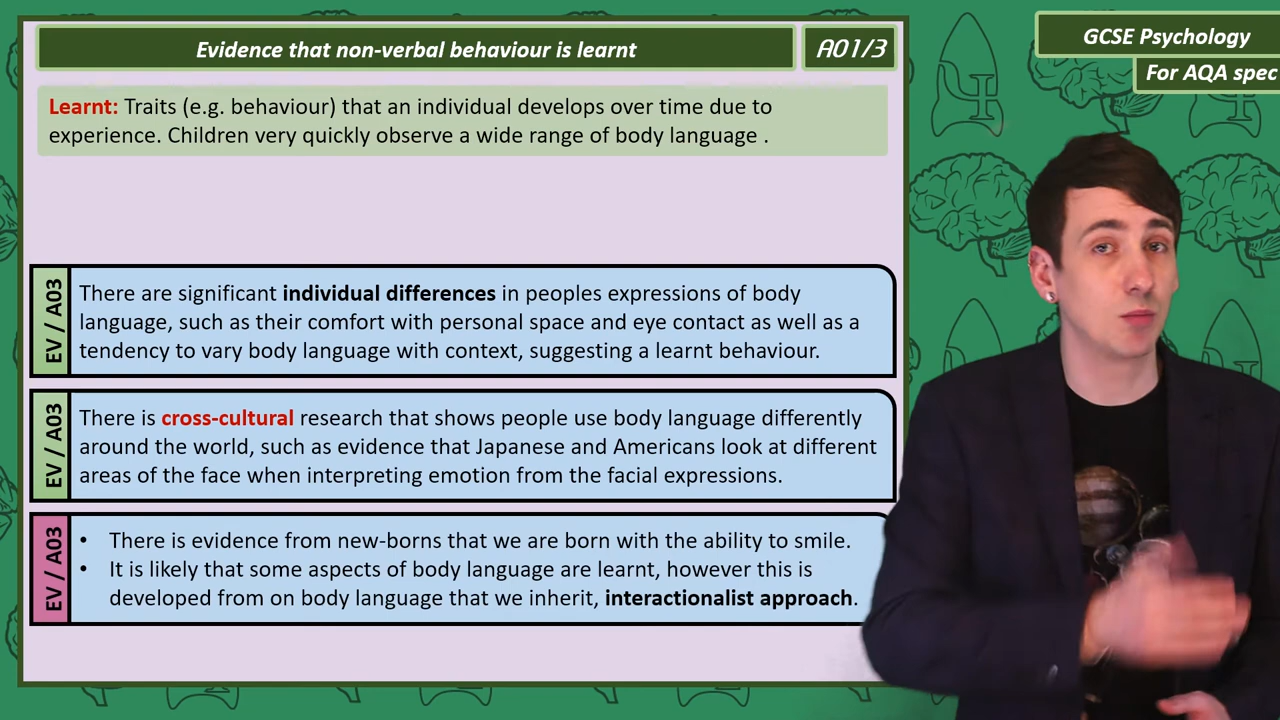 Evidence that non-verbal behaviour is learnt
A01/3
GCSE Psychology
For AQA spec
Learnt: Traits (e.g. behaviour) that an individual develops over time due to
experience. Children very quickly observe a wide range of body language .
EV / A03
There are significant individual differences in peoples expressions of body
language, such as their comfort with personal space and eye contact as well as a
tendency to vary body language with context, suggesting a learnt behaviour.
EV / A03
There is cross-cultural research that shows people use body language differently
around the world, such as evidence that Japanese and Americans look at different
areas of the face when interpreting emotion from the facial expressions.
EV / A03
• There is evidence from new-borns that we are born with the ability to smile.
• It is likely that some aspects of body language are learnt, however this is
developed from on body language that we inherit, interactionalist approach.